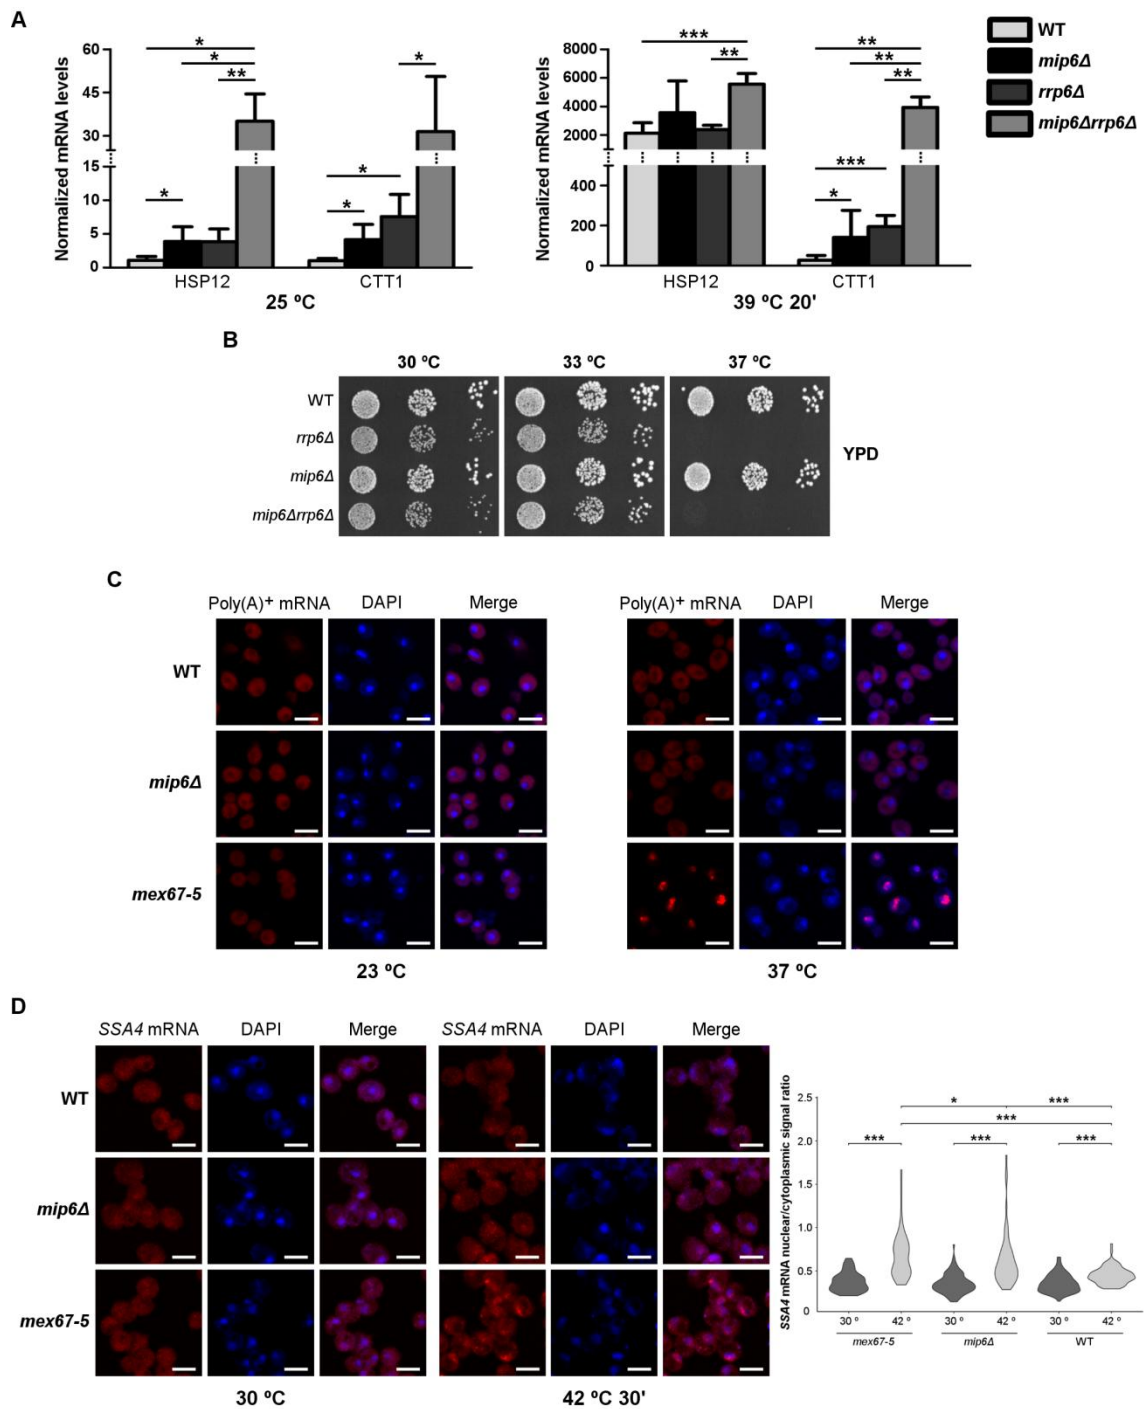 A
WT
mip6Δ
rrp6Δ
mip6Δrrp6Δ
Normalized mRNA levels
60
45
30
15
10
5
0
*
*
**
*
*
*
*
HSP12
CTT1
25 ºC
Normalized mRNA levels
8000
6000
4000
2000
400
200
0
***
**
**
**
**
***
*
HSP12
CTT1
39 ºC 20'
B
30 ºC
33 ºC
37 ºC
WT
rrp6Δ
mip6Δ
mip6Δrrp6Δ
YPD
C
Poly(A)+ mRNA
DAPI
Merge
Poly(A)+ mRNA
DAPI
Merge
WT
mip6Δ
mex67-5
23 ºC
37 ºC
D
SSA4 mRNA
DAPI
Merge
SSA4 mRNA
DAPI
Merge
WT
mip6Δ
mex67-5
30 ºC
42 ºC 30'
SSA4 mRNA nuclear/cytoplasmic signal ratio
2.5
2.0
1.5
1.0
0.5
0
*
***
***
***
***
***
30 º
42 º
30 º
42 º
30 º
42 º
mex67-5
mip6Δ
WT